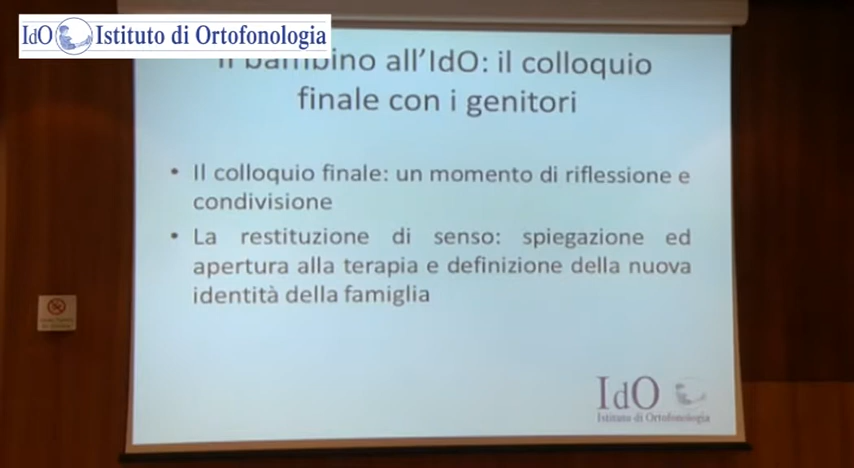 IdO Istituto di Ortofonologia
Il bambino all'IdO: il colloquio
finale con i genitori
• Il colloquio finale: un momento di riflessione e
condivisione
• La restituzione di senso: spiegazione ed
apertura alla terapia e definizione della nuova
identità della famiglia
IdO
Istituto di Ortofonologia